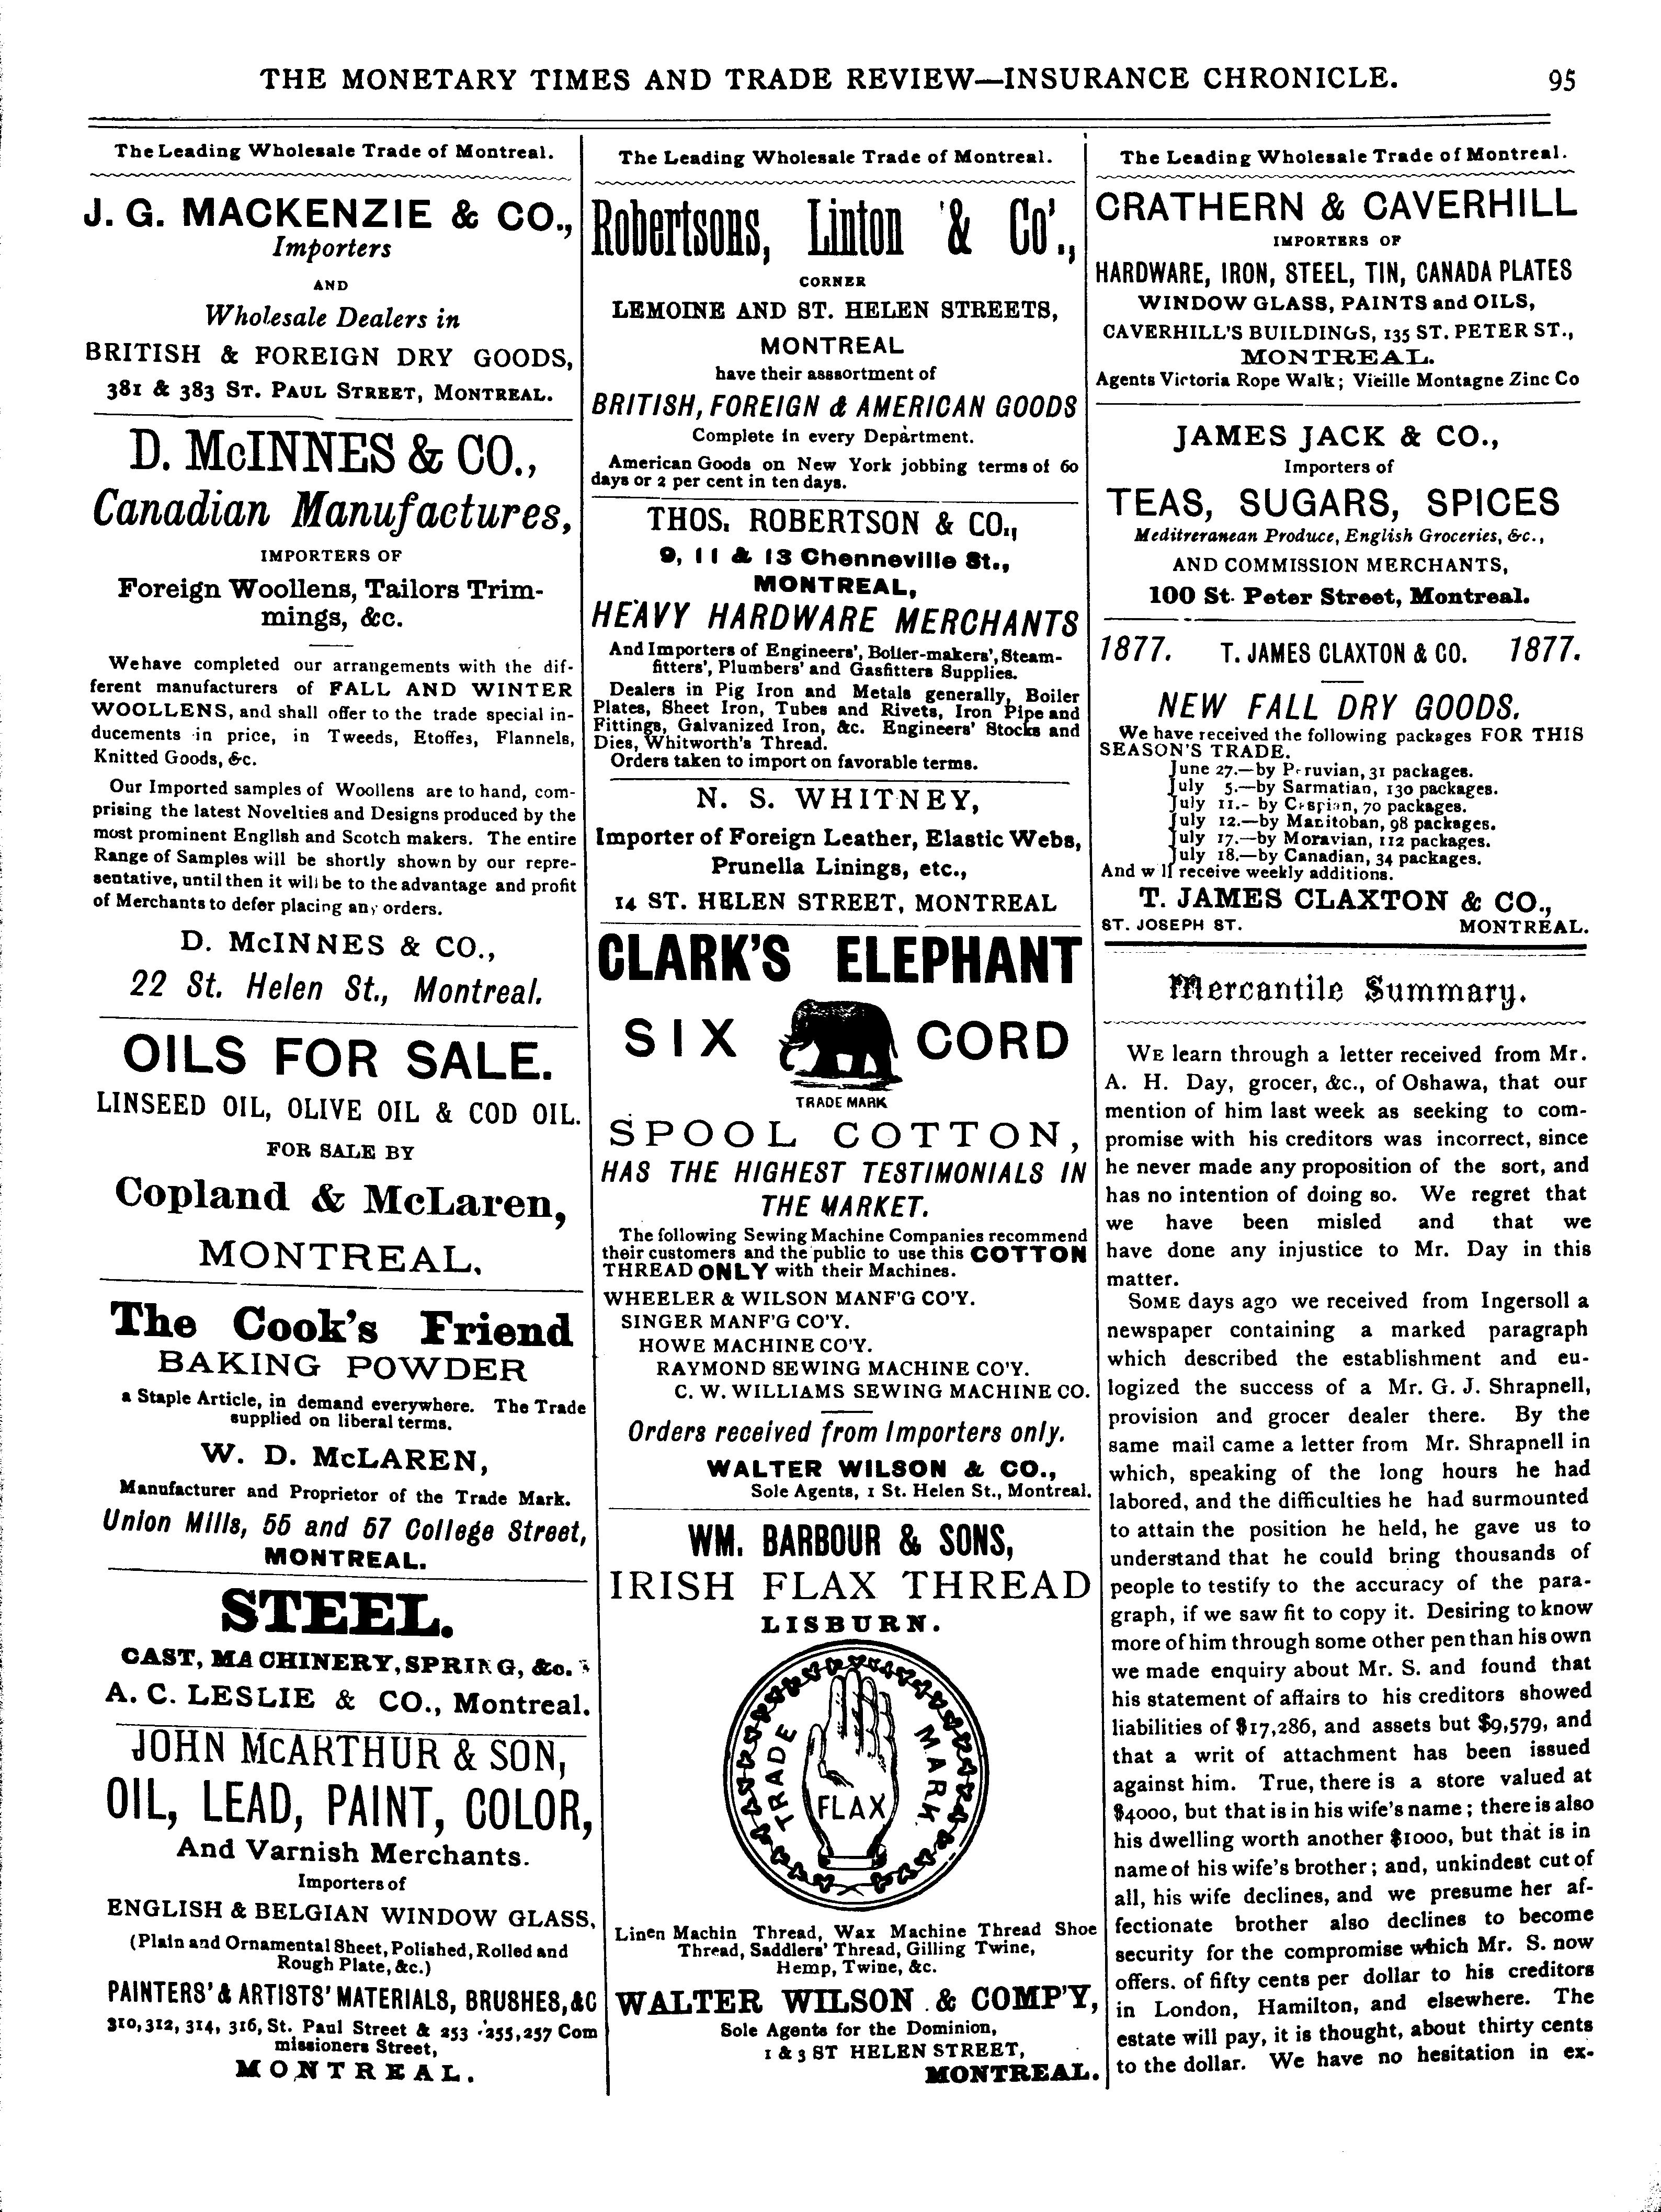 THE MONETARY TIMES AND TRADE REVIEW—INSURANCE CHRONICLE. 95
The Leading Wholesale Trade of Montreal.
J. G. MACKENZIE & CO.,
Importers
AND
Wholesale Dealers in
BRITISH & FOREIGN DRY GOODS,
381 & 383 ST. PAUL STREET, MONTREAL.
D. McINNES & CO.,
Canadian Manufactures,
IMPORTERS OF
Foreign Woollens, Tailors Trim-
mings, &c.
We have completed our arrangements with the dif-
ferent manufacturers of FALL AND WINTER
WOOLLENS, and shall offer to the trade special in-
ducements in price, in Tweeds, Etoffes, Flannels,
Knitted Goods, &c.
Our Imported samples of Woollens are to hand, com-
prising the latest Novelties and Designs produced by the
most prominent English and Scotch makers. The entire
Range of Samples will be shortly shown by our repre-
sentative, until then it will be to the advantage and profit
of Merchants to defer placing any orders.
D. McINNES & CO.,
22 St. Helen St., Montreal.
OILS FOR SALE.
LINSEED OIL, OLIVE OIL & COD OIL.
FOR SALE BY
Copland & McLaren,
MONTREAL.
The Cook's Friend
BAKING POWDER
a Staple Article, in demand everywhere. The Trade
supplied on liberal terms.
W. D. McLAREN,
Manufacturer and Proprietor of the Trade Mark.
Union Mills, 55 and 57 College Street,
MONTREAL.
STEEL.
CAST, MACHINERY, SPRING, &c.
A. C. LESLIE & CO., Montreal.
JOHN McARTHUR & SON,
OIL, LEAD, PAINT, COLOR,
And Varnish Merchants.
Importers of
ENGLISH & BELGIAN WINDOW GLASS,
(Plain and Ornamental Sheet, Polished, Rolled and
Rough Plate, &c.)
PAINTERS' & ARTISTS' MATERIALS, BRUSHES, &C
310, 312, 314, 316, St. Paul Street & 253 255, 257 Com
missioners Street,
MONTREAL.
The Leading Wholesale Trade of Montreal.
Robertsons, Linton & Co'.,
CORNER
LEMOINE AND ST. HELEN STREETS,
MONTREAL
have their asssortment of
BRITISH, FOREIGN & AMERICAN GOODS
Complete in every Department.
American Goods on New York jobbing terms of 60
days or 2 per cent in ten days.
THOS. ROBERTSON & CO.,
9, 11 & 13 Chenneville St.,
MONTREAL,
HEAVY HARDWARE MERCHANTS
And Importers of Engineers', Boiler-makers', Steam-
fitters', Plumbers' and Gasfitters Supplies.
Dealers in Pig Iron and Metals generally, Boiler
Plates, Sheet Iron, Tubes and Rivets, Iron Pipe and
Fittings, Galvanized Iron, &c. Engineers' Stocks and
Dies, Whitworth's Thread.
Orders taken to import on favorable terms.
N. S. WHITNEY,
Importer of Foreign Leather, Elastic Webs,
Prunella Linings, etc.,
14 ST. HELEN STREET, MONTREAL
CLARK'S ELEPHANT
SIX CORD
TRADE MARK
SPOOL COTTON,
HAS THE HIGHEST TESTIMONIALS IN
THE MARKET.
The following Sewing Machine Companies recommend
their customers and the public to use this COTTON
THREAD ONLY with their Machines.
WHEELER & WILSON MANF'G CO'Y.
SINGER MANF'G CO'Y.
HOWE MACHINE CO'Y.
RAYMOND SEWING MACHINE CO'Y.
C. W. WILLIAMS SEWING MACHINE CO.
Orders received from Importers only.
WALTER WILSON & CO.,
Sole Agents, 1 St. Helen St., Montreal.
WM. BARBOUR & SONS,
IRISH FLAX THREAD
LISBURN.
TRADE MARK
FLAX
Linen Machin Thread, Wax Machine Thread Shoe
Thread, Saddlers' Thread, Gilling Twine,
Hemp, Twine, &c.
WALTER WILSON & COMP'Y,
Sole Agents for the Dominion,
1 & 3 ST HELEN STREET,
MONTREAL.
The Leading Wholesale Trade of Montreal.
CRATHERN & CAVERHILL
IMPORTERS OF
HARDWARE, IRON, STEEL, TIN, CANADA PLATES
WINDOW GLASS, PAINTS and OILS,
CAVERHILL'S BUILDINGS, 135 ST. PETER ST.,
MONTREAL.
Agents Victoria Rope Walk; Vieille Montagne Zinc Co
JAMES JACK & CO.,
Importers of
TEAS, SUGARS, SPICES
Meditreranean Produce, English Groceries, &c.,
AND COMMISSION MERCHANTS,
100 St. Peter Street, Montreal.
1877. T. JAMES CLAXTON & CO. 1877.
NEW FALL DRY GOODS.
We have received the following packages FOR THIS
SEASON'S TRADE.
June 27.—by Peruvian, 31 packages.
July 5.—by Sarmatian, 130 packages.
July 11.- by Caspian, 70 packages.
July 12.—by Manitoban, 98 packages.
July 17.—by Moravian, 112 packages.
July 18.—by Canadian, 34 packages.
And w ll receive weekly additions.
T. JAMES CLAXTON & CO.,
ST. JOSEPH ST. MONTREAL.
Mercantile Summary.
WE learn through a letter received from Mr.
A. H. Day, grocer, &c., of Oshawa, that our
mention of him last week as seeking to com-
promise with his creditors was incorrect, since
he never made any proposition of the sort, and
has no intention of doing so. We regret that
we have been misled and that we
have done any injustice to Mr. Day in this
matter.
SOME days ago we received from Ingersoll a
newspaper containing a marked paragraph
which described the establishment and eu-
logized the success of a Mr. G. J. Shrapnell,
provision and grocer dealer there. By the
same mail came a letter from Mr. Shrapnell in
which, speaking of the long hours he had
labored, and the difficulties he had surmounted
to attain the position he held, he gave us to
understand that he could bring thousands of
people to testify to the accuracy of the para-
graph, if we saw fit to copy it. Desiring to know
more of him through some other pen than his own
we made enquiry about Mr. S. and found that
his statement of affairs to his creditors showed
liabilities of $17,286, and assets but $9,579, and
that a writ of attachment has been issued
against him. True, there is a store valued at
$4000, but that is in his wife's name; there is also
his dwelling worth another $1000, but that is in
name of his wife's brother; and, unkindest cut of
all, his wife declines, and we presume her af-
fectionate brother also declines to become
security for the compromise which Mr. S. now
offers. of fifty cents per dollar to his creditors
in London, Hamilton, and elsewhere. The
estate will pay, it is thought, about thirty cents
to the dollar. We have no hesitation in ex-